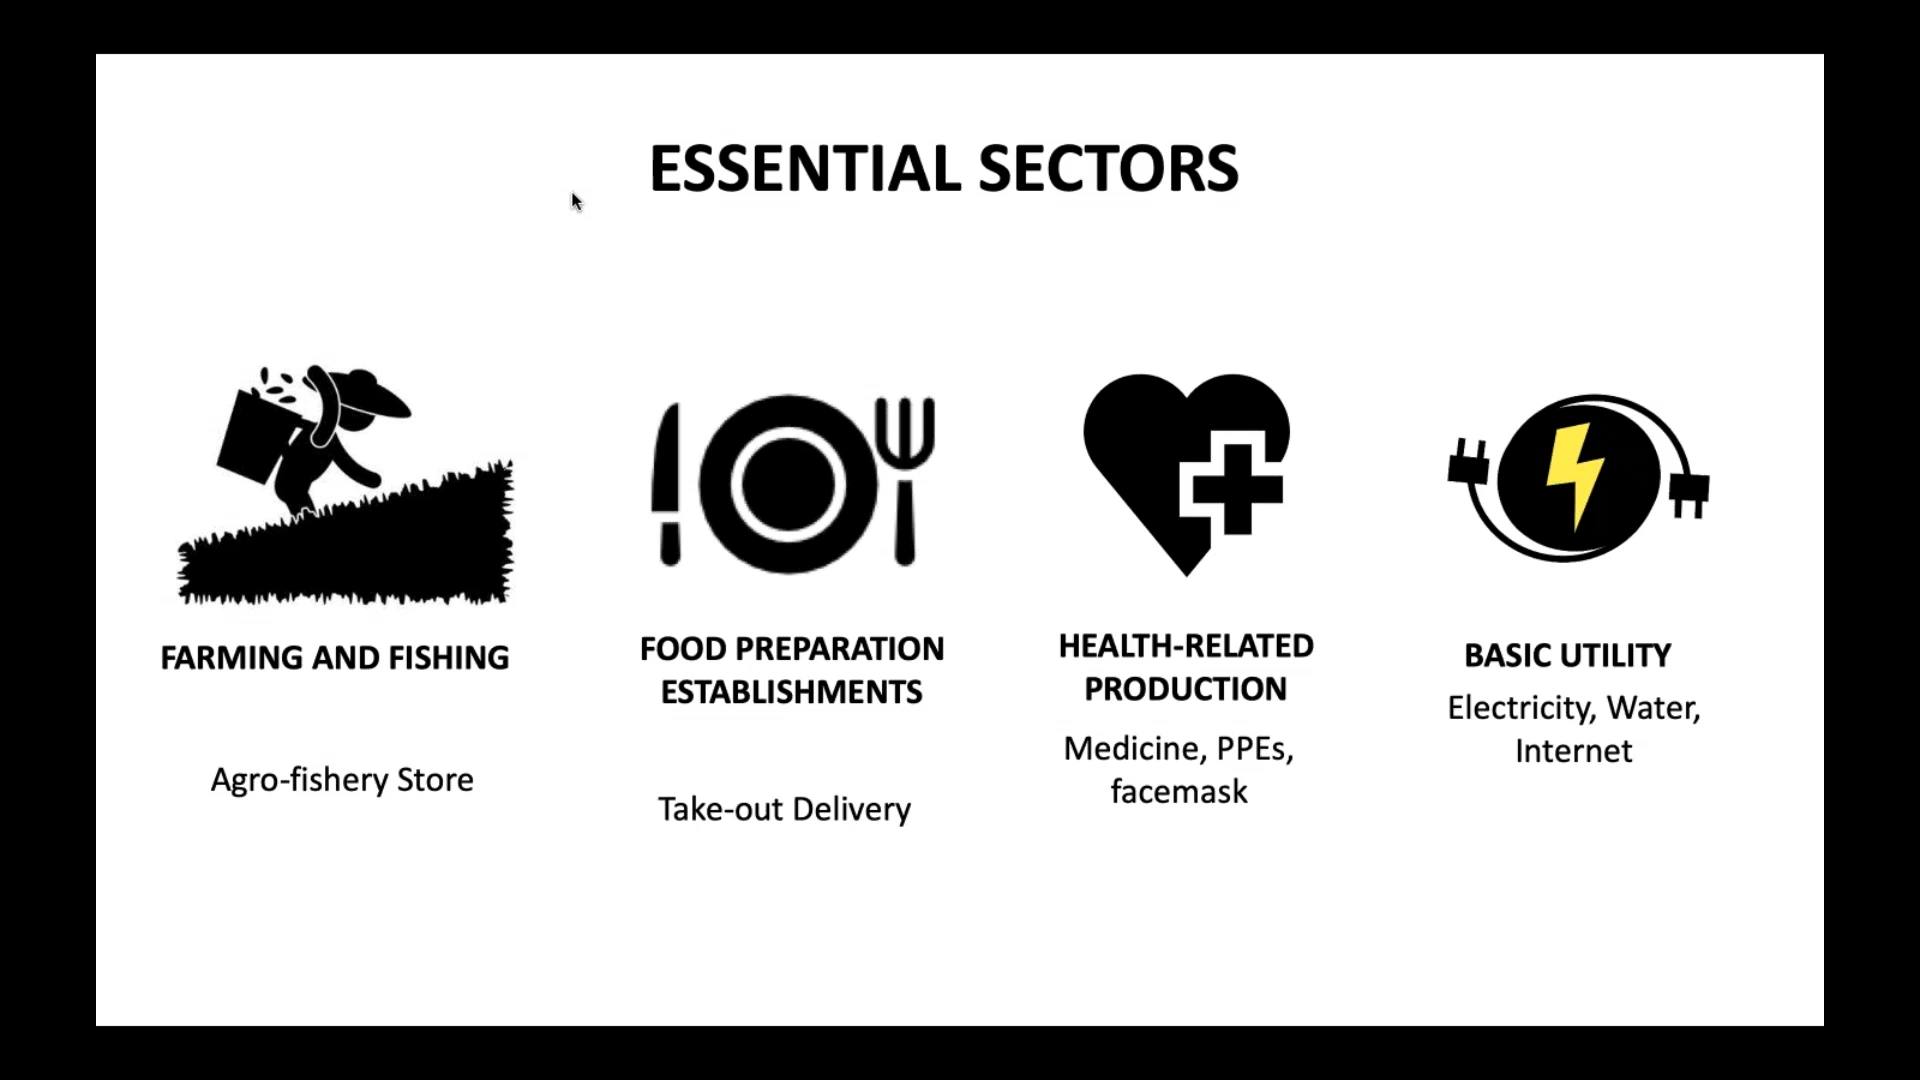 ESSENTIAL SECTORS
FARMING AND FISHING
Agro-fishery Store
FOOD PREPARATION
ESTABLISHMENTS
Take-out Delivery
HEALTH-RELATED
PRODUCTION
Medicine, PPEs,
facemask
BASIC UTILITY
Electricity, Water,
Internet